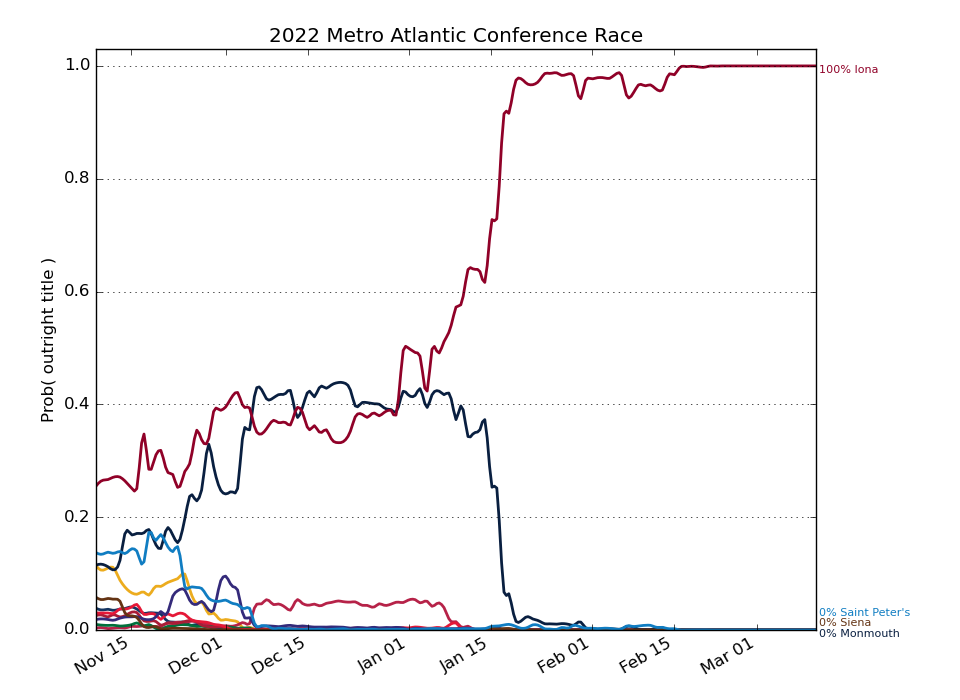 2022 Metro Atlantic Conference Race
1.0
100% Iona
0.8
0.6
Prob( outright title )
0.4
0.2
0% Saint Peter's
0% Siena
0.0
0% Monmouth
Nov 15
Dec 01
Dec 15
Jan 01
Jan 15
Feb 01
Feb 15
Mar 01